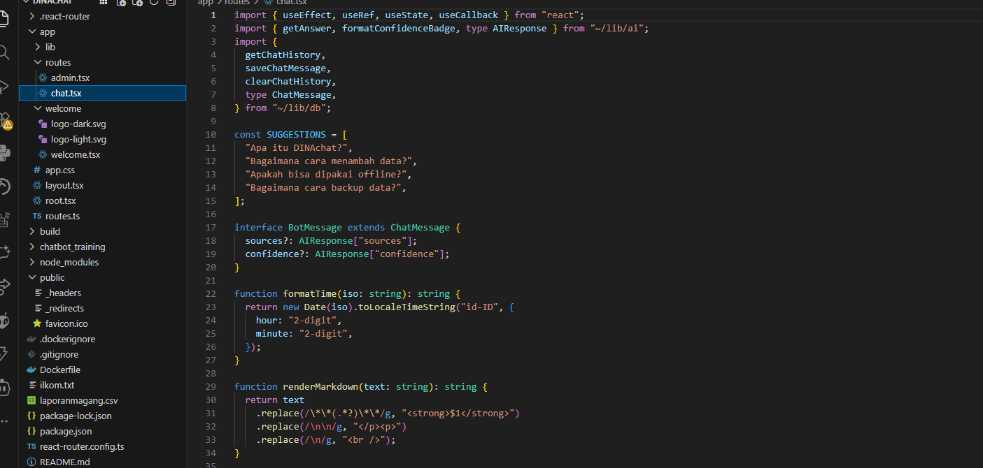 DINACHAT
.react-router
app
lib
routes
admin.tsx
chat.tsx
welcome
logo-dark.svg
logo-light.svg
welcome.tsx
app.css
layout.tsx
root.tsx
TS routes.ts
build
chatbot_training
node_modules
public
_headers
_redirects
favicon.ico
.dockerignore
.gitignore
Dockerfile
ilkom.txt
laporanmagang.csv
package-lock.json
package.json
TS react-router.config.ts
README.md
app > routes > chat.tsx
1 import { useEffect, useRef, useState, useCallback } from "react";
2 import { getAnswer, formatConfidenceBadge, type AIResponse } from "~/lib/ai";
3 import {
4 getChatHistory,
5 saveChatMessage,
6 clearChatHistory,
7 type ChatMessage,
8 } from "~/lib/db";
9
10 const SUGGESTIONS = [
11 "Apa itu DINAchat?",
12 "Bagaimana cara menambah data?",
13 "Apakah bisa dipakai offline?",
14 "Bagaimana cara backup data?",
15 ];
16
17 interface BotMessage extends ChatMessage {
18 sources?: AIResponse["sources"];
19 confidence?: AIResponse["confidence"];
20 }
21
22 function formatTime(iso: string): string {
23 return new Date(iso).toLocaleTimeString("id-ID", {
24 hour: "2-digit",
25 minute: "2-digit",
26 });
27 }
28
29 function renderMarkdown(text: string): string {
30 return text
31 .replace(/\*\*(.*?)\*\*/g, "<strong>$1</strong>")
32 .replace(/\n\n/g, "</p><p>")
33 .replace(/\n/g, "<br />");
34 }
35